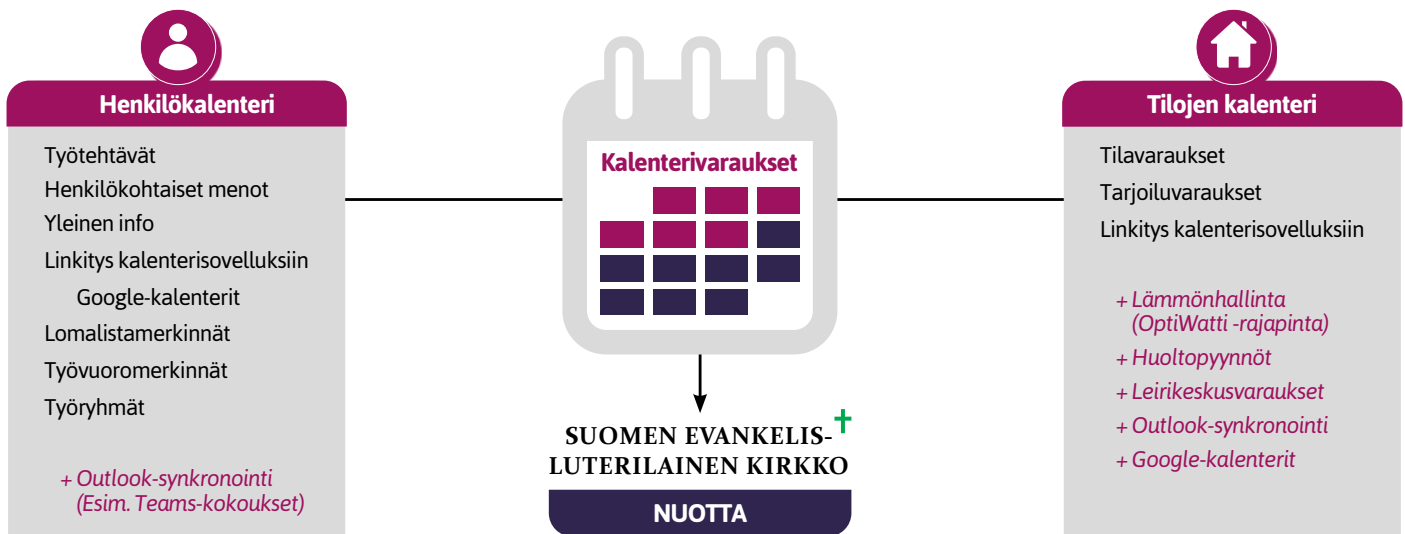 Henkilökalenteri
Työtehtävät
Henkilökohtaiset menot
Yleinen info
Linkitys kalenterisovelluksiin
Google-kalenterit
Lomalistamerkinnät
Työvuoromerkinnät
Työryhmät
+ Outlook-synkronointi
(Esim. Teams-kokoukset)
Kalenterivaraukset
SUOMEN EVANKELIS-
LUTERILAINEN KIRKKO
NUOTTA
Tilojen kalenteri
Tilavaraukset
Tarjoiluvaraukset
Linkitys kalenterisovelluksiin
+ Lämmönhallinta
(OptiWatti -rajapinta)
+ Huoltopyynnöt
+ Leirikeskusvaraukset
+ Outlook-synkronointi
+ Google-kalenterit